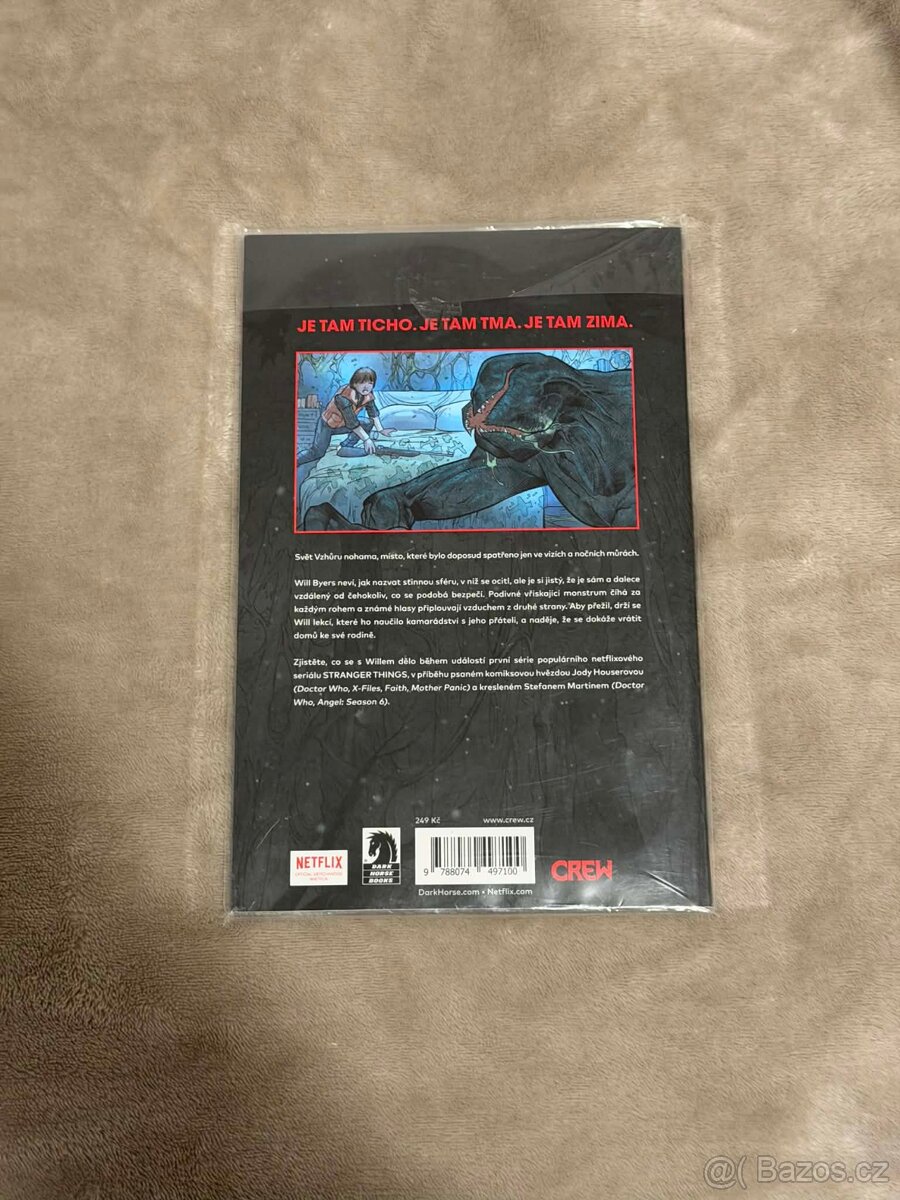 JE TAM TICHO. JE TAM TMA. JE TAM ZIMA.
Svět Vzhůru nohama, místo, které bylo doposud spatřeno jen ve vizích a nočních můrách.
Will Byers neví, jak nazvat stinnou sféru, v níž se ocitl, ale je si jistý, že je sám a dalece
vzdálený od čehokoliv, co se podobá bezpečí. Podivné vřískající monstrum číhá za
každým rohem a známé hlasy připlouvají vzduchem z druhé strany. Aby přežil, drží se
Will lekcí, které ho naučilo kamarádství s jeho přáteli, a naděje, že se dokáže vrátit
domů ke své rodině.
Zjistěte, co se s Willem dělo během událostí první série populárního netflixového
seriálu STRANGER THINGS, v příběhu psaném komiksovou hvězdou Jody Houserovou
(Doctor Who, X-Files, Faith, Mother Panic) a kresleném Stefanem Martinem (Doctor
Who, Angel: Season 6).
249 Kč www.crew.cz
NETFLIX
DARK
HORSE
BOOKS
9 788074 497100
CREW
DarkHorse.com • Netflix.com
@( Bazos.cz